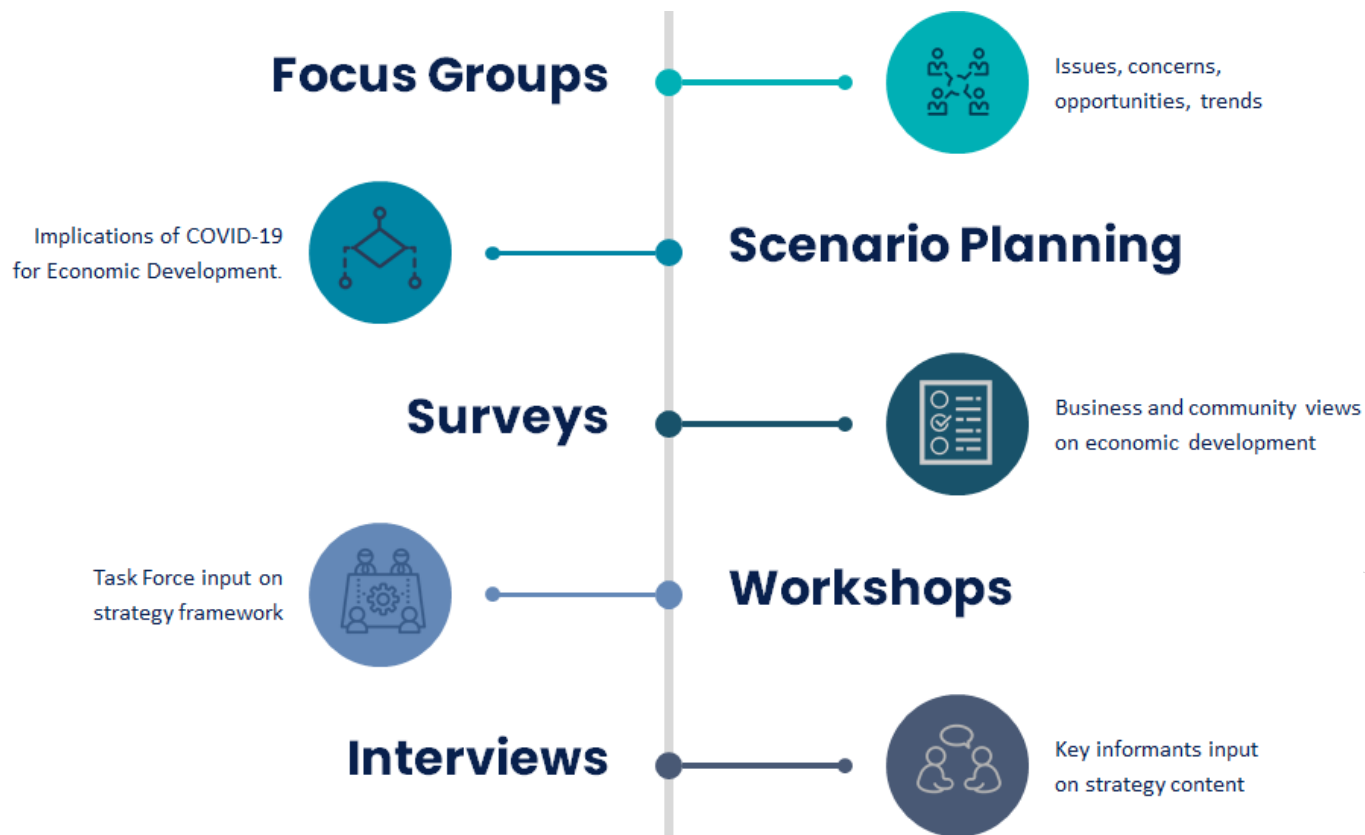 Focus Groups
Issues, concerns,
opportunities, trends
Implications of COVID-19
for Economic Development.
Scenario Planning
Surveys
Business and community views
on economic development
Task Force input on
strategy framework
Workshops
Interviews
Key informants input
on strategy content